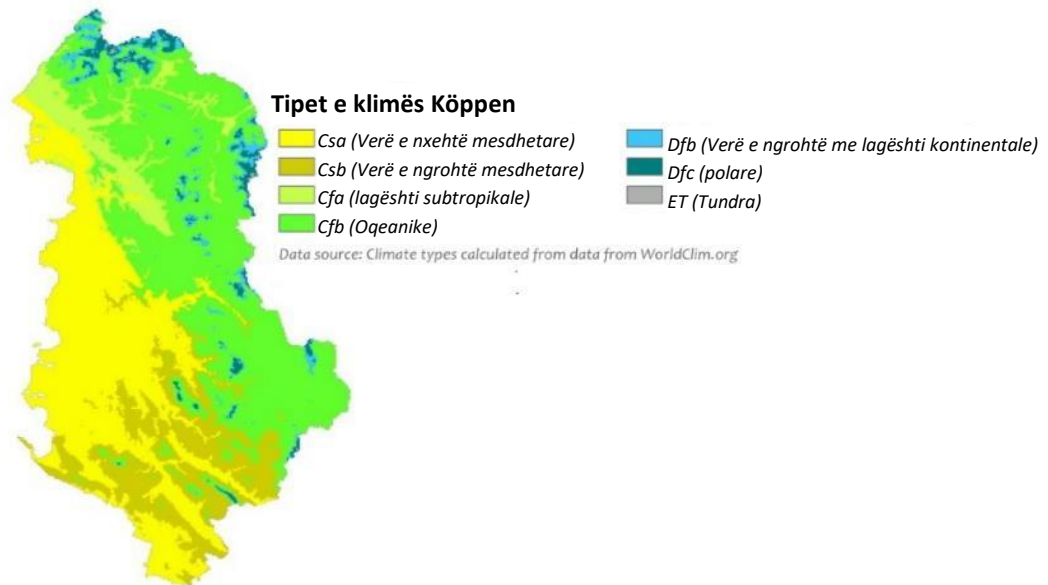 Tipet e klimës Köppen
Csa (Verë e nxehtë mesdhetare)
Csb (Verë e ngrohtë mesdhetare)
Cfa (lagështi subtropikale)
Cfb (Oqeanike)
Dfb (Verë e ngrohtë me lagështi kontinentale)
Dfc (polare)
ET (Tundra)
Data source: Climate types calculated from data from WorldClim.org